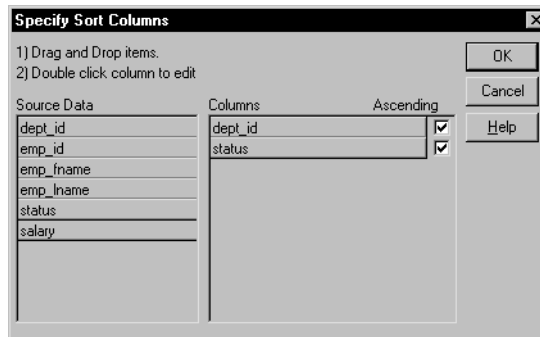 Specify Sort Columns
1) Drag and Drop items.
2) Double click column to edit
OK
Cancel
Help
Source Data
dept_id
emp_id
emp_fname
emp_lname
status
salary
Columns Ascending
dept_id
status